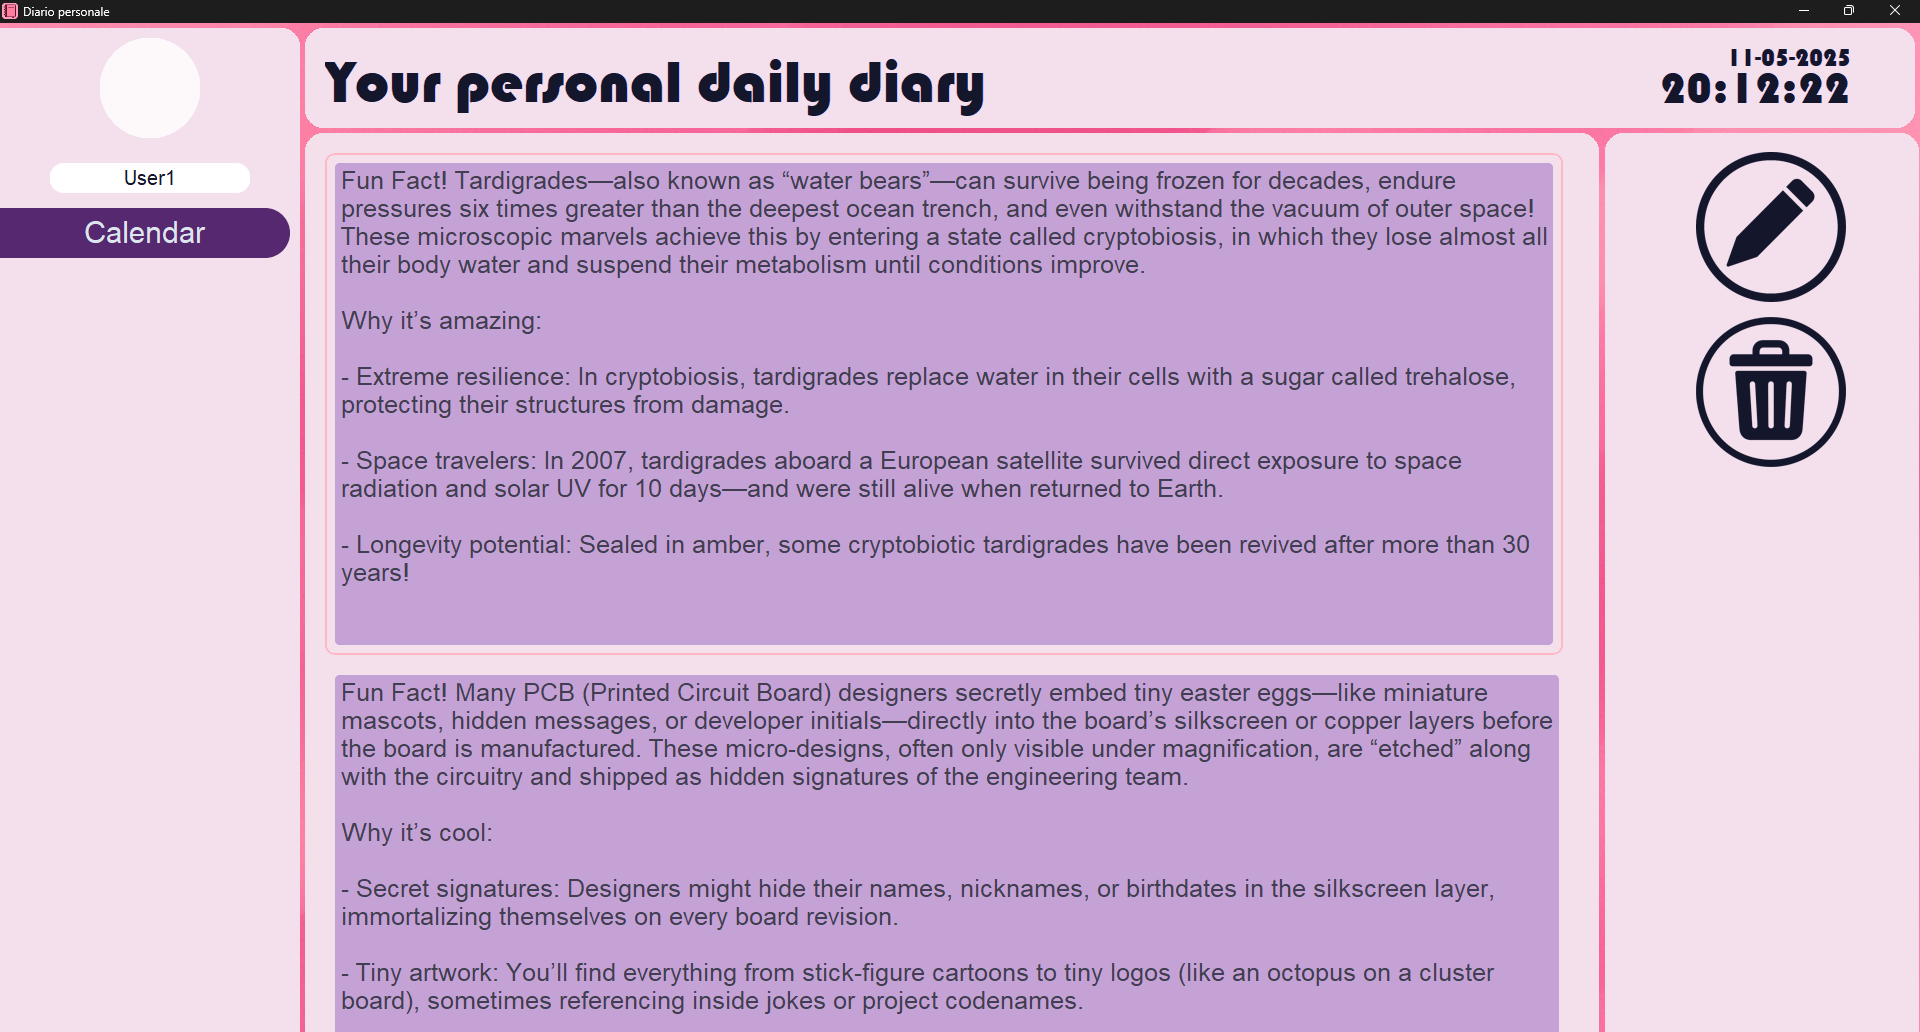 Diario personale
Your personal daily diary
11-05-2025
20:12:22
User1
Calendar
Fun Fact! Tardigrades—also known as “water bears”—can survive being frozen for decades, endure
pressures six times greater than the deepest ocean trench, and even withstand the vacuum of outer space!
These microscopic marvels achieve this by entering a state called cryptobiosis, in which they lose almost all
their body water and suspend their metabolism until conditions improve.
Why it’s amazing:
- Extreme resilience: In cryptobiosis, tardigrades replace water in their cells with a sugar called trehalose,
protecting their structures from damage.
- Space travelers: In 2007, tardigrades aboard a European satellite survived direct exposure to space
radiation and solar UV for 10 days—and were still alive when returned to Earth.
- Longevity potential: Sealed in amber, some cryptobiotic tardigrades have been revived after more than 30
years!
Fun Fact! Many PCB (Printed Circuit Board) designers secretly embed tiny easter eggs—like miniature
mascots, hidden messages, or developer initials—directly into the board’s silkscreen or copper layers before
the board is manufactured. These micro-designs, often only visible under magnification, are “etched” along
with the circuitry and shipped as hidden signatures of the engineering team.
Why it’s cool:
- Secret signatures: Designers might hide their names, nicknames, or birthdates in the silkscreen layer,
immortalizing themselves on every board revision.
- Tiny artwork: You’ll find everything from stick-figure cartoons to tiny logos (like an octopus on a cluster
board), sometimes referencing inside jokes or project codenames.